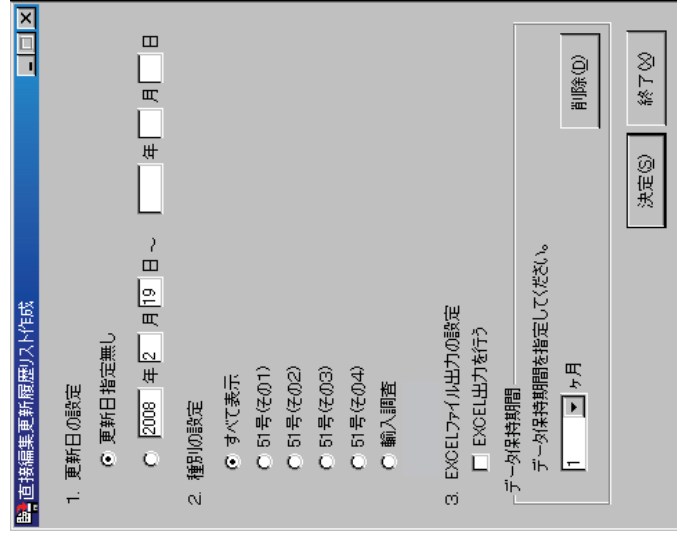 直接編集更新履歴リスト作成
1. 更新日の設定
更新日指定無し
2008 年 2 月 19 日 ～ 年 月 日
2. 種別の設定
すべて表示
51号(その1)
51号(その2)
51号(その3)
51号(その4)
輸入調査
3. EXCELファイル出力の設定
EXCEL出力を行う
データ保持期間
データ保持期間を指定してください。
1 ヶ月
削除(D)
決定(S) 終了(X)